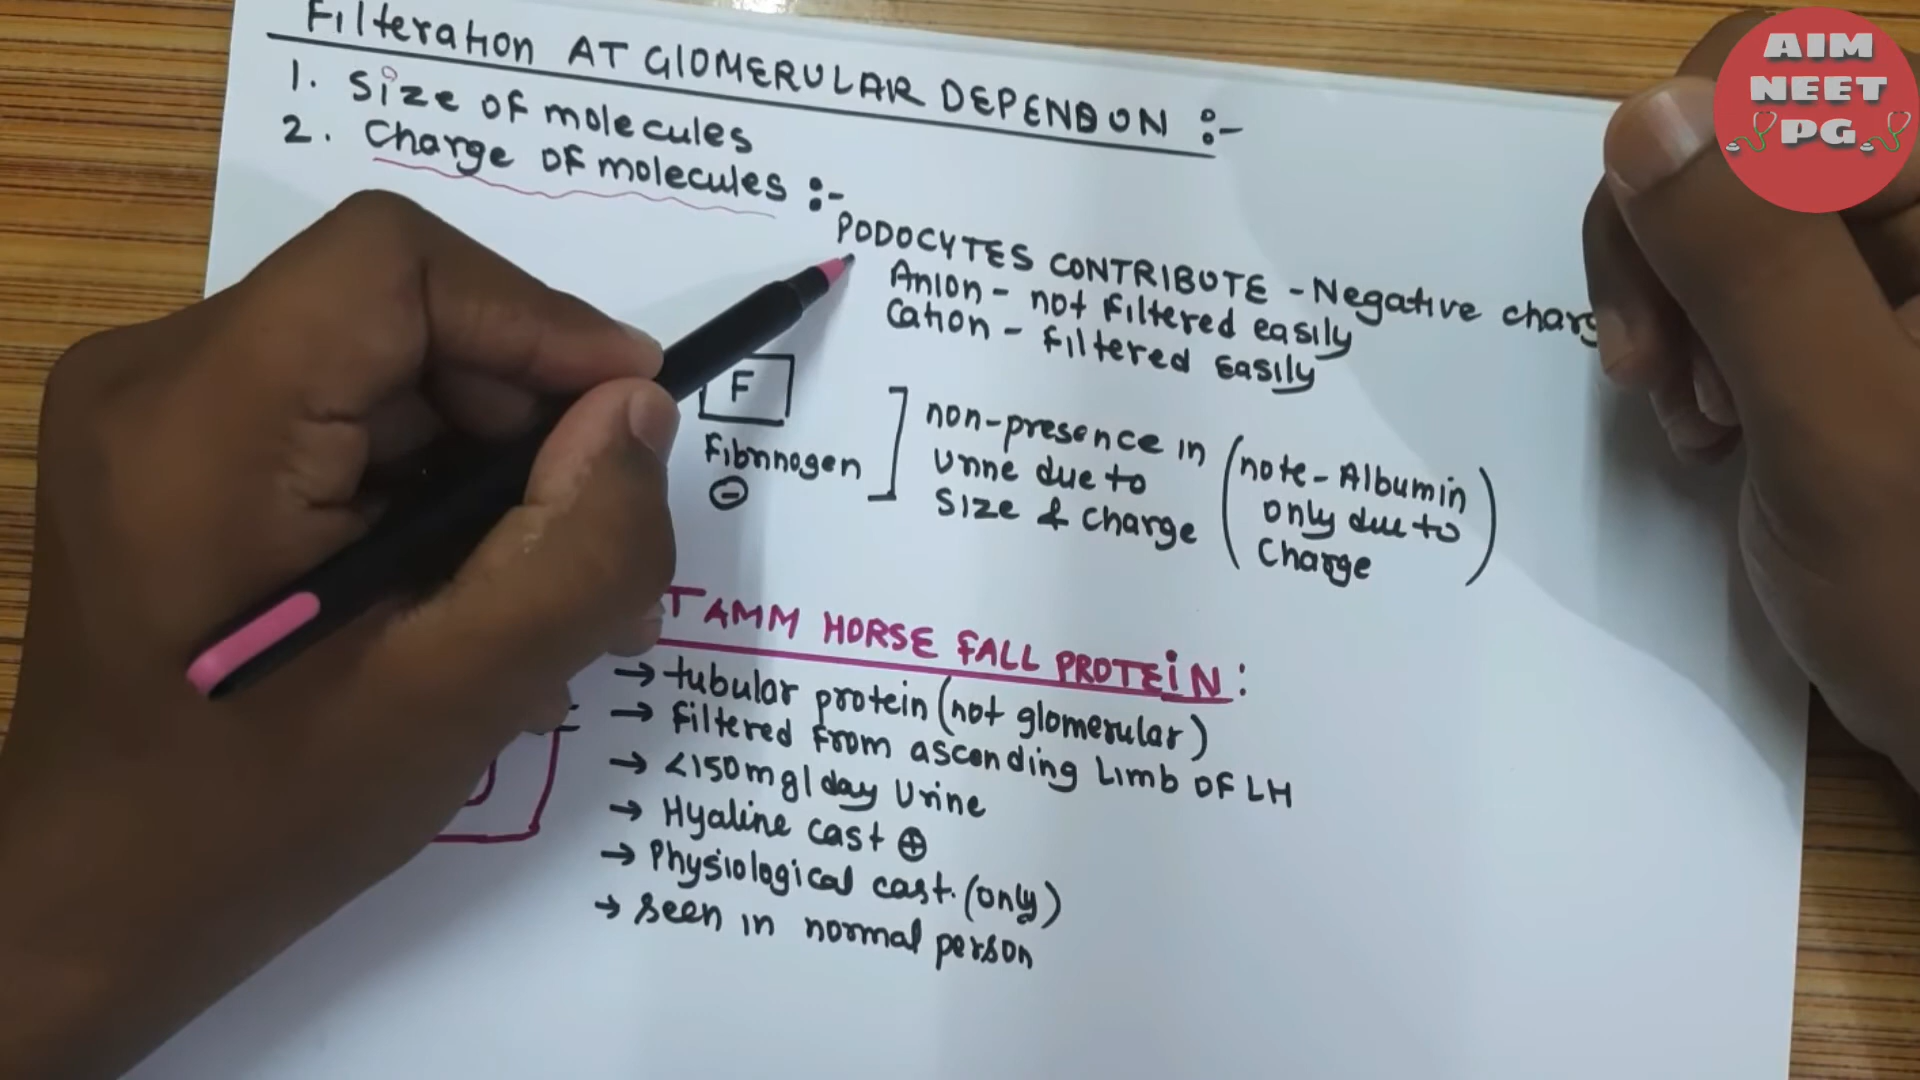 Filteration AT GlOMERULAR DEPEND ON :-
1. Size of molecules
2. Charge of molecules :-
PODOCYTES CONTRIBUTE - Negative charg
Anion - not filtered easily
Cation - filtered Easily
F
Fibrinogen
⊖
non-presence in
Urine due to
Size & charge
(note - Albumin
only due to
Charge)
TAMM HORSE FALL PROTEiN :
→ tubular protein (not glomerular)
→ filtered from asconding Limb OF LH
→ <150mg/day Urine
→ Hyaline cast ⊕
→ Physiological cast. (only)
→ Seen in normal person
AIM
NEET
PG